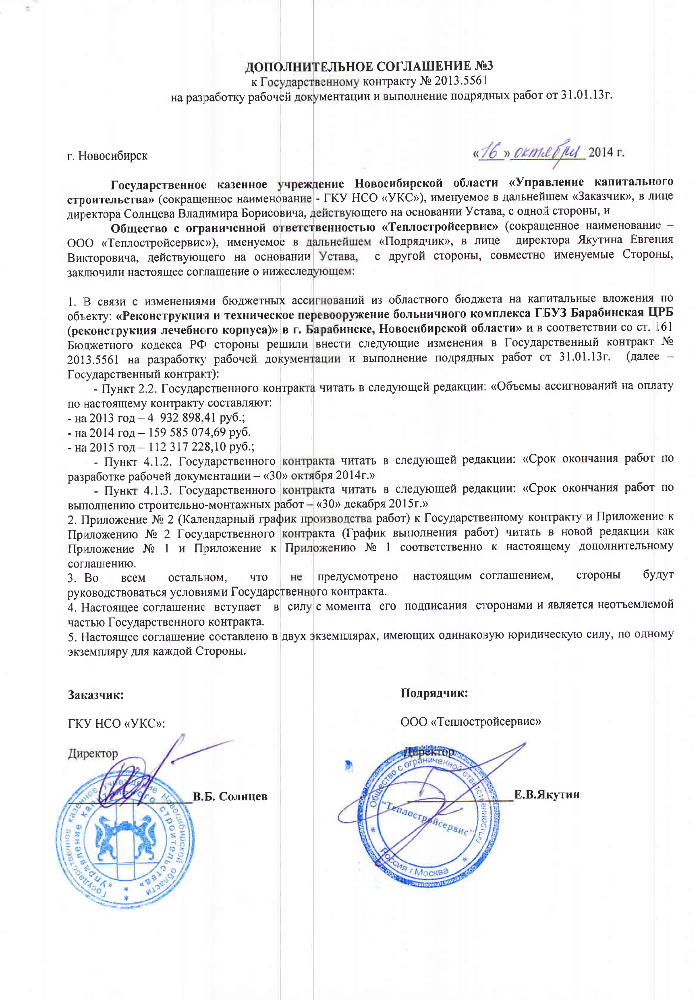 ДОПОЛНИТЕЛЬНОЕ СОГЛАШЕНИЕ №3
к Государственному контракту № 2013.5561
на разработку рабочей документации и выполнение подрядных работ от 31.01.13г.
г. Новосибирск «16» октября 2014 г.
Государственное казенное учреждение Новосибирской области «Управление капитального
строительства» (сокращенное наименование - ГКУ НСО «УКС»), именуемое в дальнейшем «Заказчик», в лице
директора Солнцева Владимира Борисовича, действующего на основании Устава, с одной стороны, и
Общество с ограниченной ответственностью «Теплостройсервис» (сокращенное наименование –
ООО «Теплостройсервис»), именуемое в дальнейшем «Подрядчик», в лице директора Якутина Евгения
Викторовича, действующего на основании Устава, с другой стороны, совместно именуемые Стороны,
заключили настоящее соглашение о нижеследующем:
1. В связи с изменениями бюджетных ассигнований из областного бюджета на капитальные вложения по
объекту: «Реконструкция и техническое перевооружение больничного комплекса ГБУЗ Барабинская ЦРБ
(реконструкция лечебного корпуса)» в г. Барабинске, Новосибирской области» и в соответствии со ст. 161
Бюджетного кодекса РФ стороны решили внести следующие изменения в Государственный контракт №
2013.5561 на разработку рабочей документации и выполнение подрядных работ от 31.01.13г. (далее –
Государственный контракт):
- Пункт 2.2. Государственного контракта читать в следующей редакции: «Объемы ассигнований на оплату
по настоящему контракту составляют:
- на 2013 год – 4 932 898,41 руб.;
- на 2014 год – 159 585 074,69 руб.
- на 2015 год – 112 317 228,10 руб.;
- Пункт 4.1.2. Государственного контракта читать в следующей редакции: «Срок окончания работ по
разработке рабочей документации – «30» октября 2014г.»
- Пункт 4.1.3. Государственного контракта читать в следующей редакции: «Срок окончания работ по
выполнению строительно-монтажных работ – «30» декабря 2015г.»
2. Приложение № 2 (Календарный график производства работ) к Государственному контракту и Приложение к
Приложению № 2 Государственного контракта (График выполнения работ) читать в новой редакции как
Приложение № 1 и Приложение к Приложению № 1 соответственно к настоящему дополнительному
соглашению.
3. Во всем остальном, что не предусмотрено настоящим соглашением, стороны будут
руководствоваться условиями Государственного контракта.
4. Настоящее соглашение вступает в силу с момента его подписания сторонами и является неотъемлемой
частью Государственного контракта.
5. Настоящее соглашение составлено в двух экземплярах, имеющих одинаковую юридическую силу, по одному
экземпляру для каждой Стороны.
Заказчик: Подрядчик:
ГКУ НСО «УКС»: ООО «Теплостройсервис»
Директор Директор
В.Б. Солнцев Е.В.Якутин
Государственное казенное учреждение Новосибирской области
«Управление капитального строительства»
Общество с ограниченной ответственностью
"Теплостройсервис"
Россия г.Москва